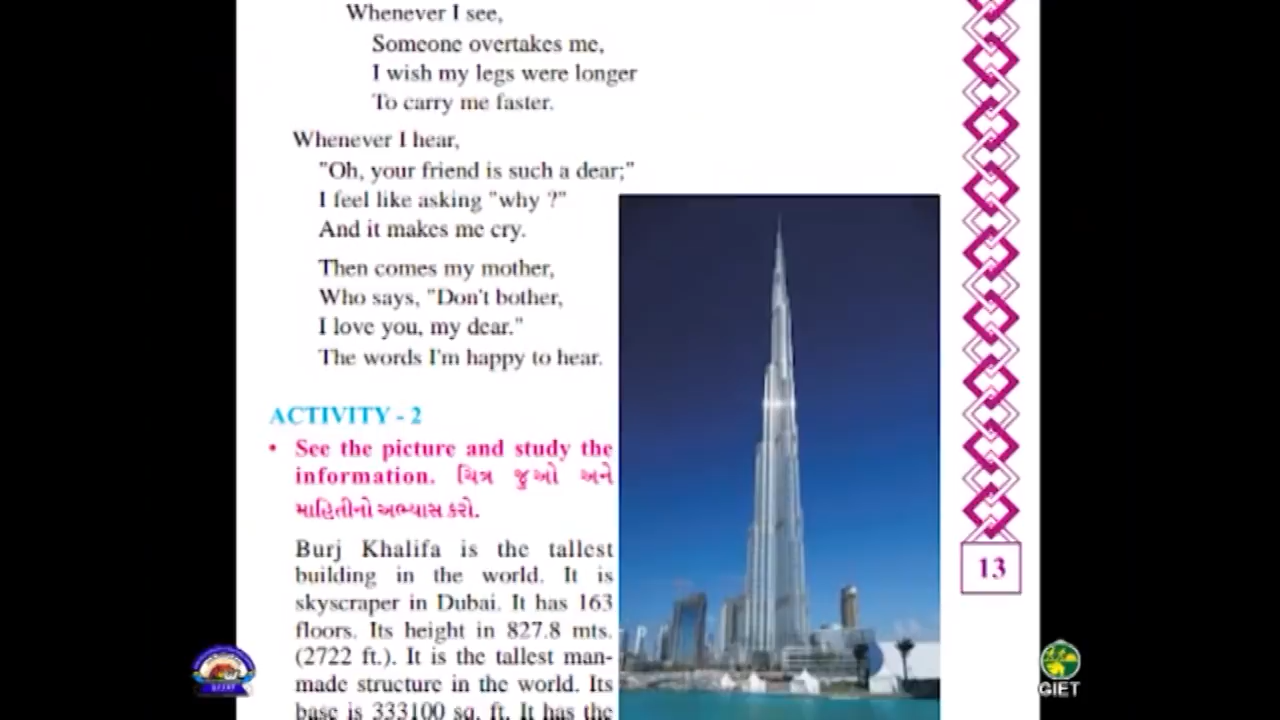 Whenever I see,
Someone overtakes me,
I wish my legs were longer
To carry me faster.
Whenever I hear,
"Oh, your friend is such a dear;"
I feel like asking "why ?"
And it makes me cry.
Then comes my mother,
Who says, "Don't bother,
I love you, my dear."
The words I'm happy to hear.
ACTIVITY - 2
• See the picture and study the
information. ચિત્ર જુઓ અને
માહિતીનો અભ્યાસ કરો.
Burj Khalifa is the tallest
building in the world. It is
skyscraper in Dubai. It has 163
floors. Its height in 827.8 mts.
(2722 ft.). It is the tallest man-
made structure in the world. Its
base is 333100 sq. ft. It has the
13
GIET